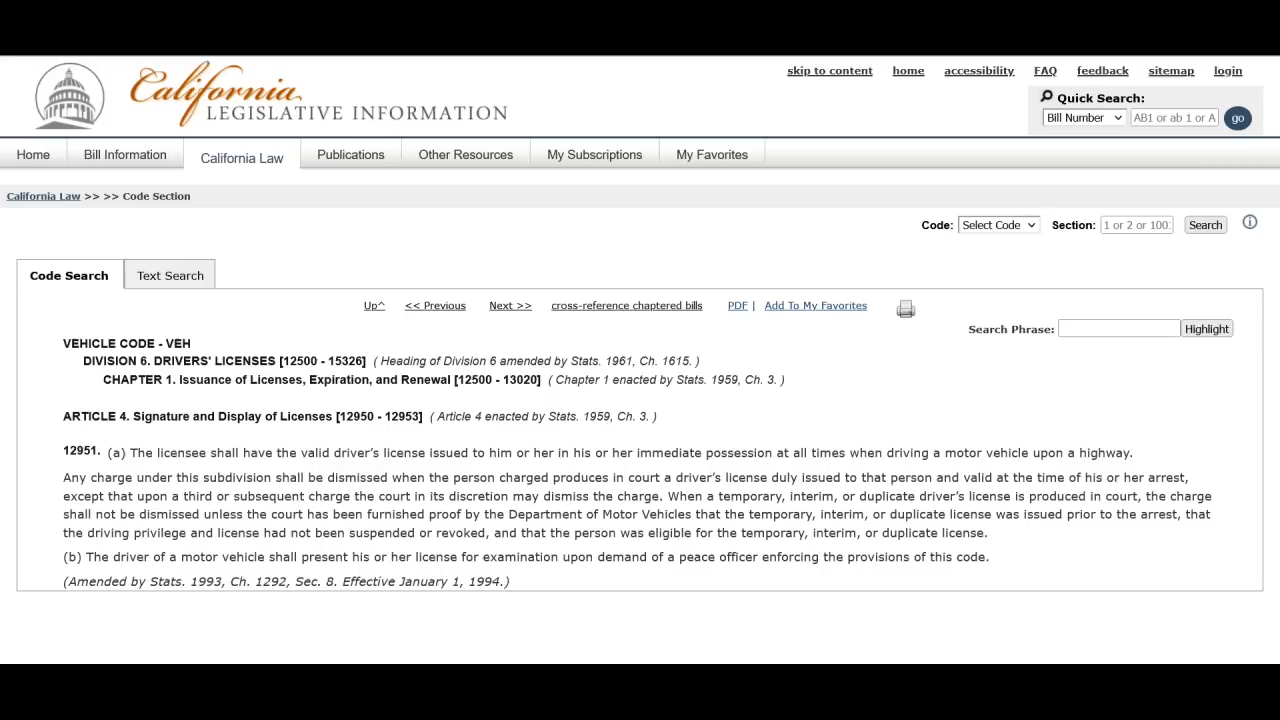 skip to content home accessibility FAQ feedback sitemap login
California
LEGISLATIVE INFORMATION
Quick Search:
Bill Number AB1 or ab 1 or A go
Home Bill Information California Law Publications Other Resources My Subscriptions My Favorites
California Law >> >> Code Section
Code: Select Code Section: 1 or 2 or 100: Search
Code Search Text Search
Up^ << Previous Next >> cross-reference chaptered bills PDF | Add To My Favorites
Search Phrase: Highlight
VEHICLE CODE - VEH
DIVISION 6. DRIVERS' LICENSES [12500 - 15326] ( Heading of Division 6 amended by Stats. 1961, Ch. 1615. )
CHAPTER 1. Issuance of Licenses, Expiration, and Renewal [12500 - 13020] ( Chapter 1 enacted by Stats. 1959, Ch. 3. )
ARTICLE 4. Signature and Display of Licenses [12950 - 12953] ( Article 4 enacted by Stats. 1959, Ch. 3. )
12951. (a) The licensee shall have the valid driver’s license issued to him or her in his or her immediate possession at all times when driving a motor vehicle upon a highway.
Any charge under this subdivision shall be dismissed when the person charged produces in court a driver’s license duly issued to that person and valid at the time of his or her arrest,
except that upon a third or subsequent charge the court in its discretion may dismiss the charge. When a temporary, interim, or duplicate driver’s license is produced in court, the charge
shall not be dismissed unless the court has been furnished proof by the Department of Motor Vehicles that the temporary, interim, or duplicate license was issued prior to the arrest, that
the driving privilege and license had not been suspended or revoked, and that the person was eligible for the temporary, interim, or duplicate license.
(b) The driver of a motor vehicle shall present his or her license for examination upon demand of a peace officer enforcing the provisions of this code.
(Amended by Stats. 1993, Ch. 1292, Sec. 8. Effective January 1, 1994.)